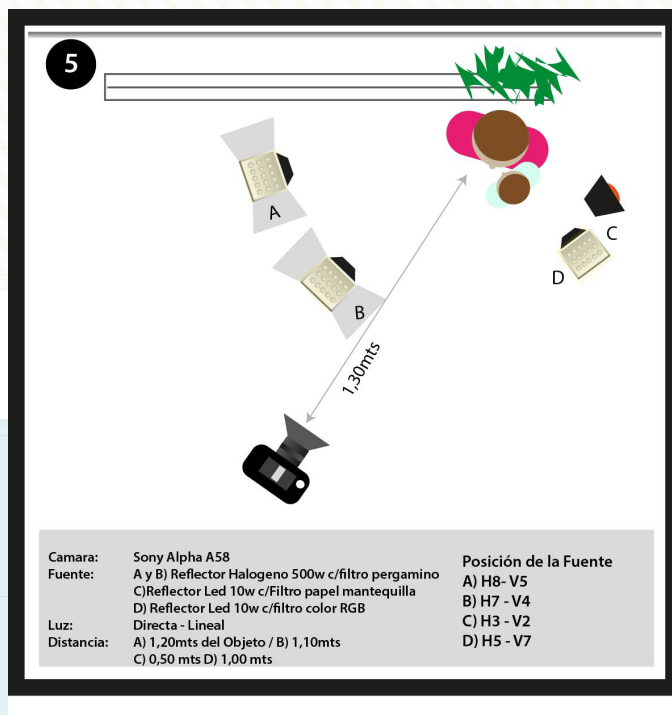 5
A
B
C
D
1,30mts
Camara: Sony Alpha A58
Fuente: A y B) Reflector Halogeno 500w c/filtro pergamino
C)Reflector Led 10w c/Filtro papel mantequilla
D) Reflector Led 10w c/filtro color RGB
Luz: Directa - Lineal
Distancia: A) 1,20mts del Objeto / B) 1,10mts
C) 0,50 mts D) 1,00 mts
Posición de la Fuente
A) H8- V5
B) H7 - V4
C) H3 - V2
D) H5 - V7